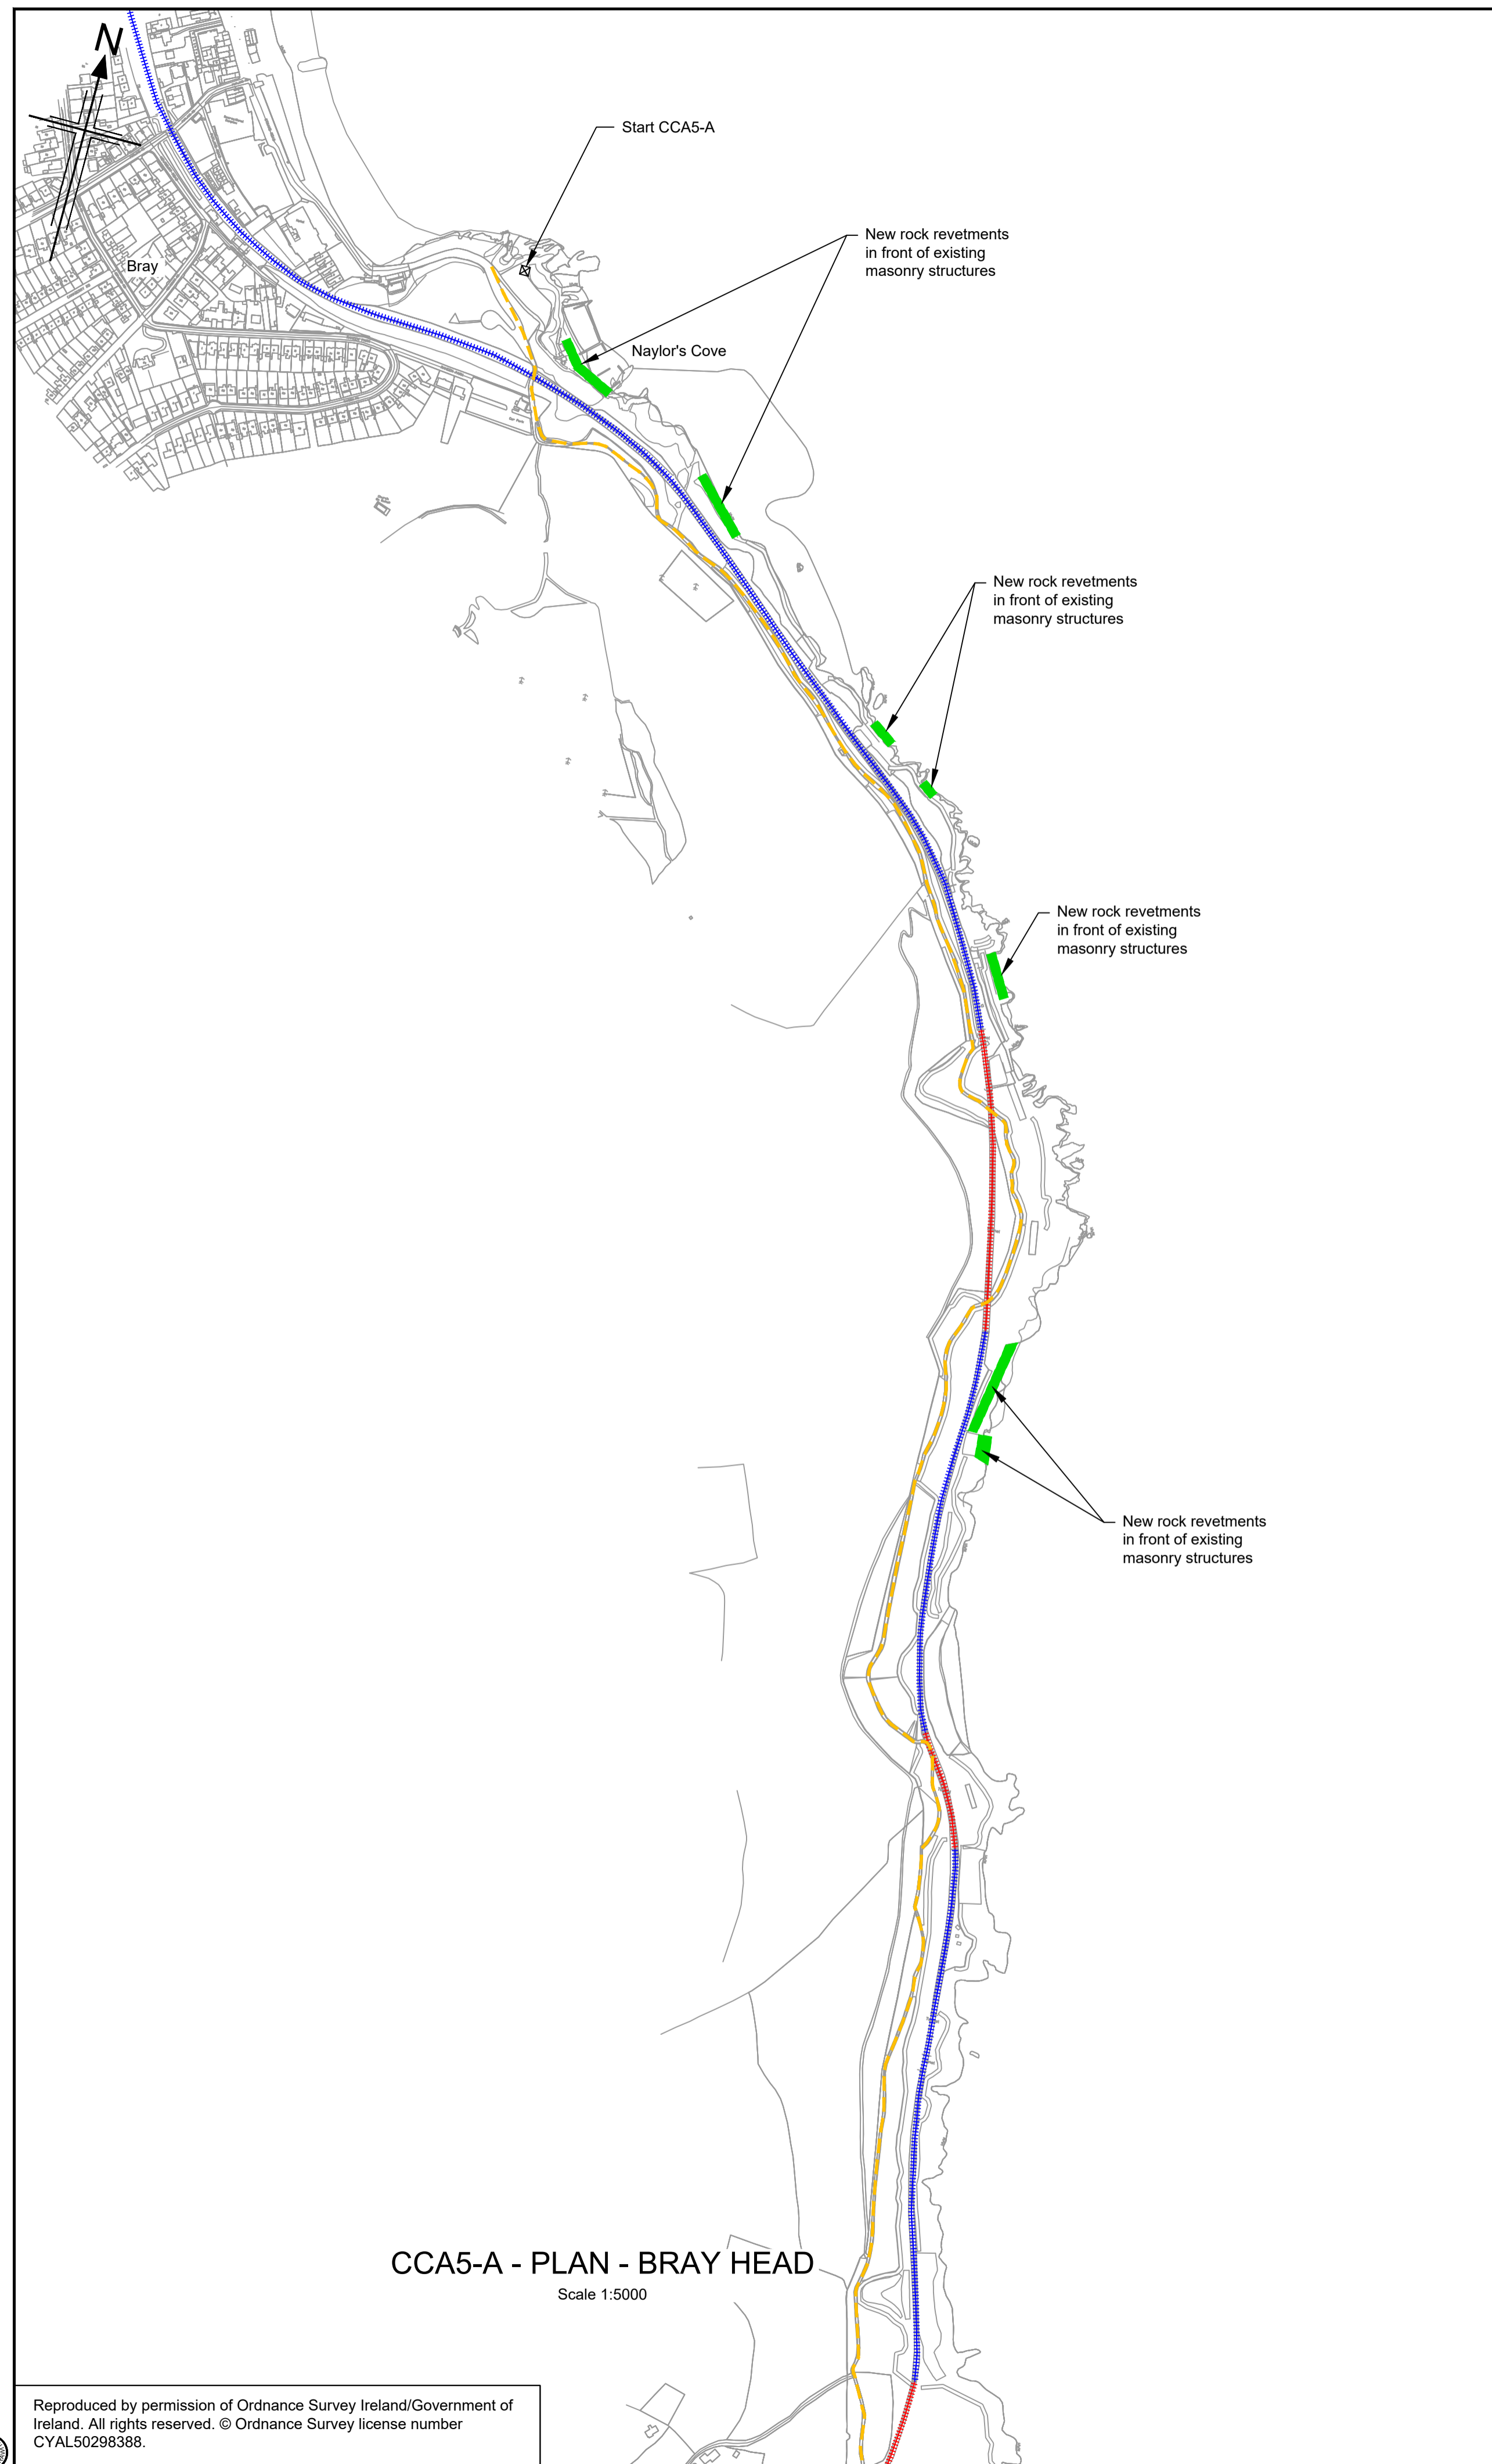 N
Start CCA5-A
New rock revetments
in front of existing
masonry structures
Bray
Naylor's Cove
New rock revetments
in front of existing
masonry structures
New rock revetments
in front of existing
masonry structures
New rock revetments
in front of existing
masonry structures
CCA5-A - PLAN - BRAY HEAD
Scale 1:5000
Reproduced by permission of Ordnance Survey Ireland/Government of
Ireland. All rights reserved. © Ordnance Survey license number
CYAL50298388.